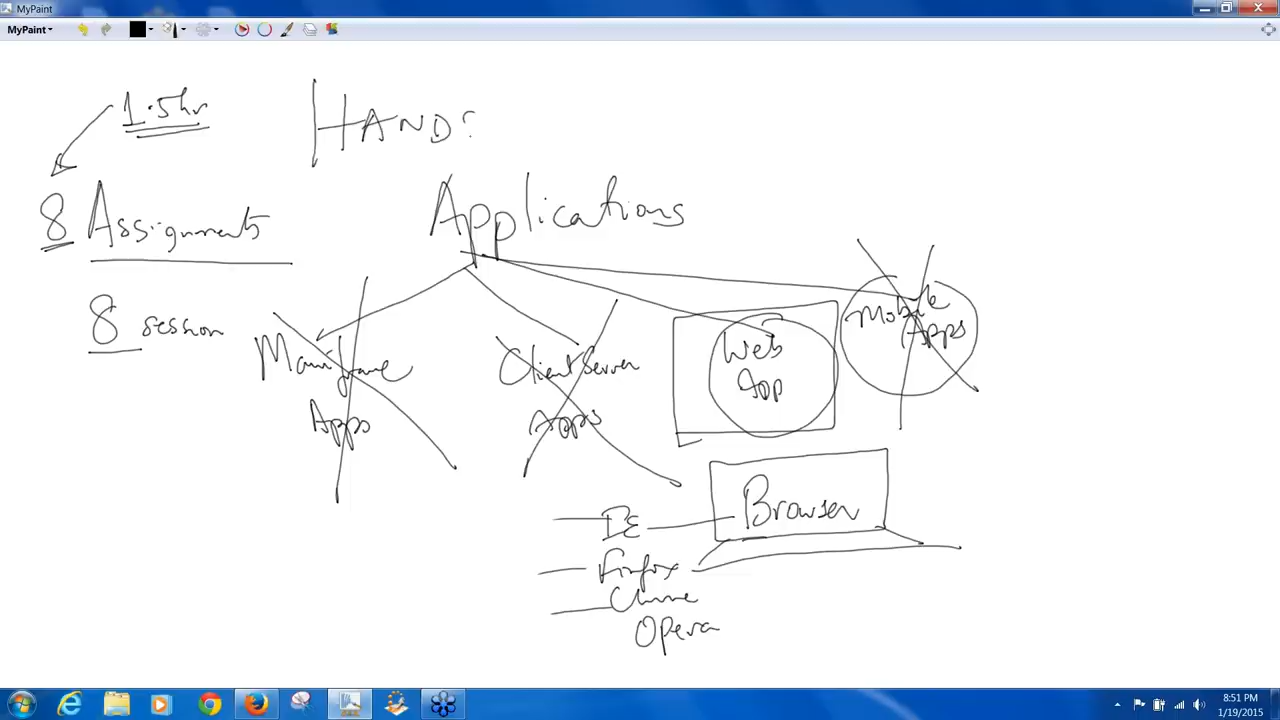 MyPaint
MyPaint
1.5hr
HAND
8 Assignments
8 session
Applications
Mainframe
Apps
Client Server
Apps
Web
App
Mobile
Apps
Browser
IE
Firefox
Chrome
Opera
8:51 PM
1/19/2015